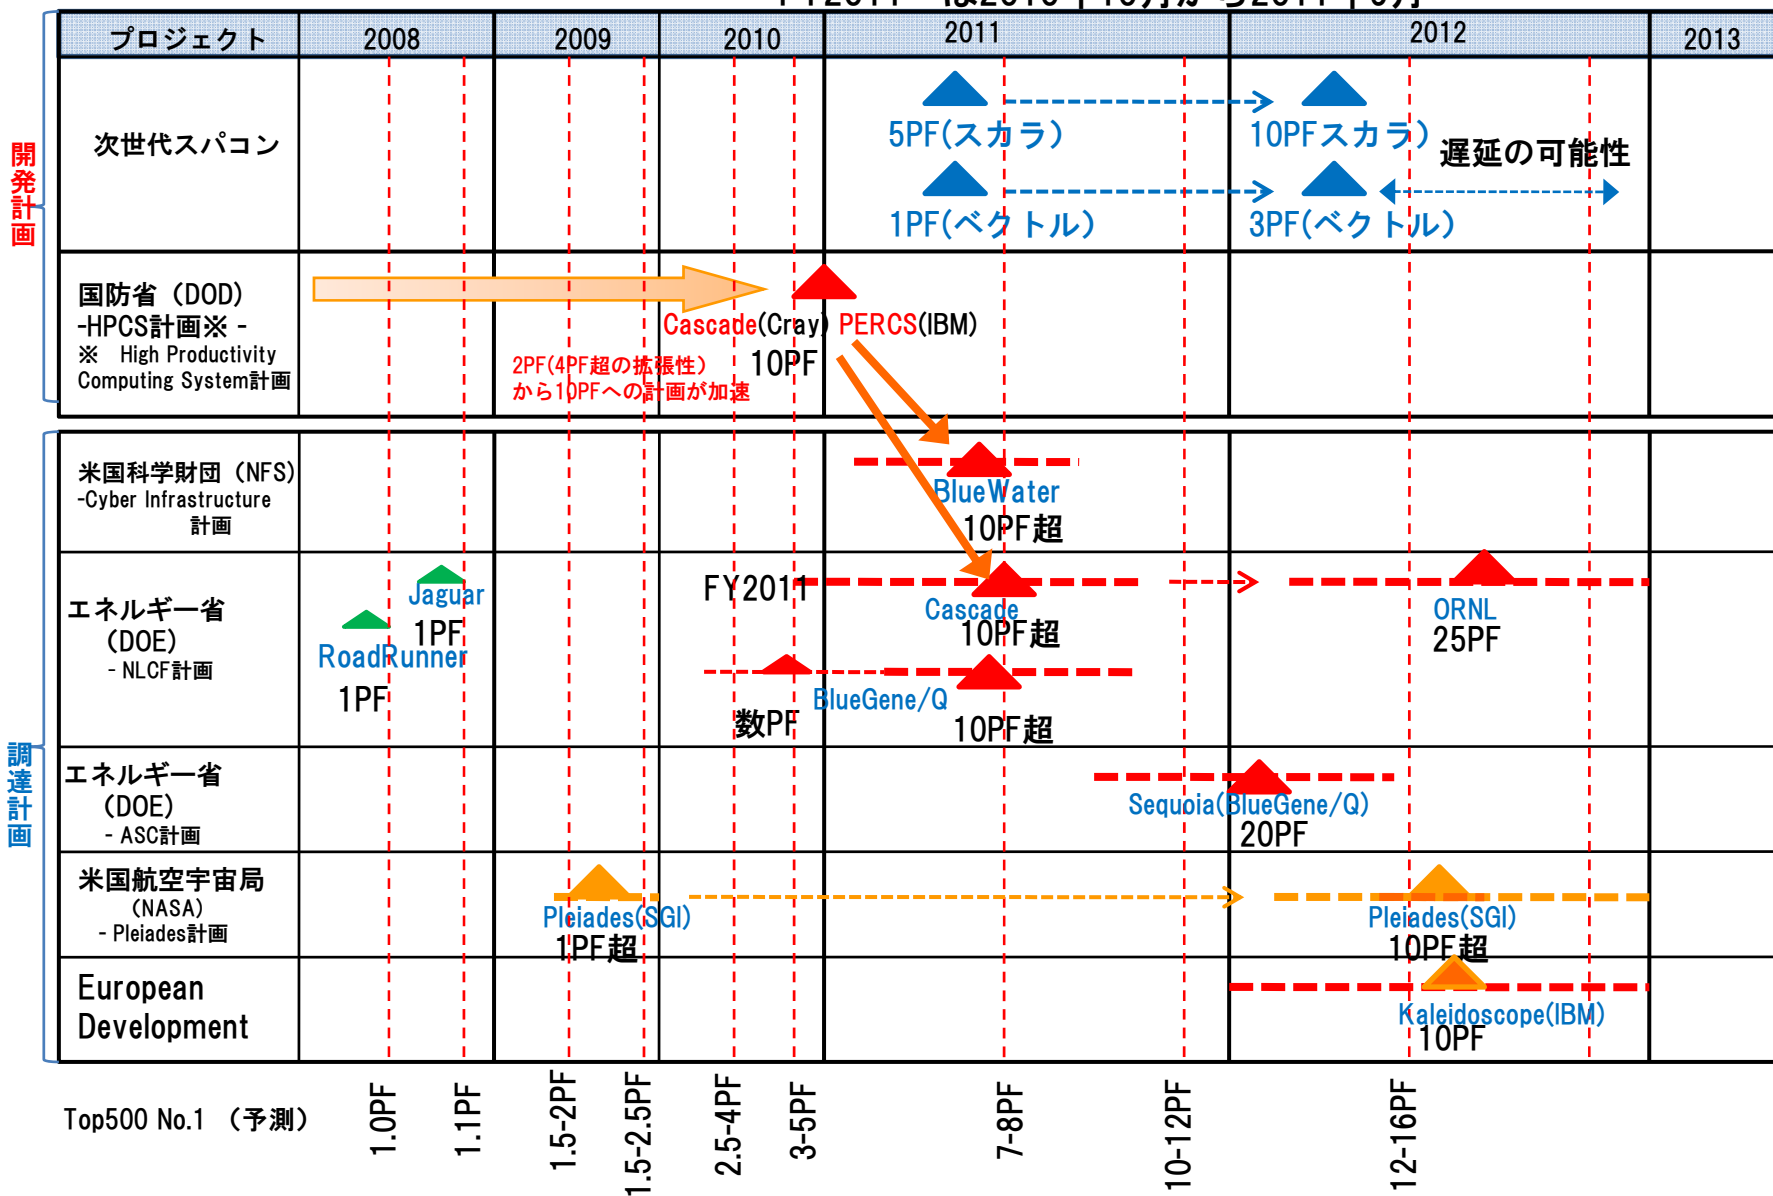 プロジェクト 2008 2009 2010 2011 2012 2013
開発計画
次世代スパコン
5PF(スカラ)
10PFスカラ)
遅延の可能性
1PF(ベクトル)
3PF(ベクトル)
国防省（DOD)
-HPCS計画※ -
※ High Productivity
Computing System計画
Cascade(Cray) PERCS(IBM)
10PF
2PF(4PF超の拡張性)
から10PFへの計画が加速
調達計画
米国科学財団（NFS)
-Cyber Infrastructure
計画
BlueWater
10PF超
エネルギー省
(DOE)
- NLCF計画
Jaguar
1PF
RoadRunner
1PF
FY2011
Cascade
10PF超
ORNL
25PF
BlueGene/Q
数PF
10PF超
エネルギー省
(DOE)
- ASC計画
Sequoia(BlueGene/Q)
20PF
米国航空宇宙局
(NASA)
- Pleiades計画
Pleiades(SGI)
1PF超
Pleiades(SGI)
10PF超
European
Development
Kaleidoscope(IBM)
10PF
Top500 No.1 （予測）
1.0PF
1.1PF
1.5-2PF
1.5-2.5PF
2.5-4PF
3-5PF
7-8PF
10-12PF
12-16PF